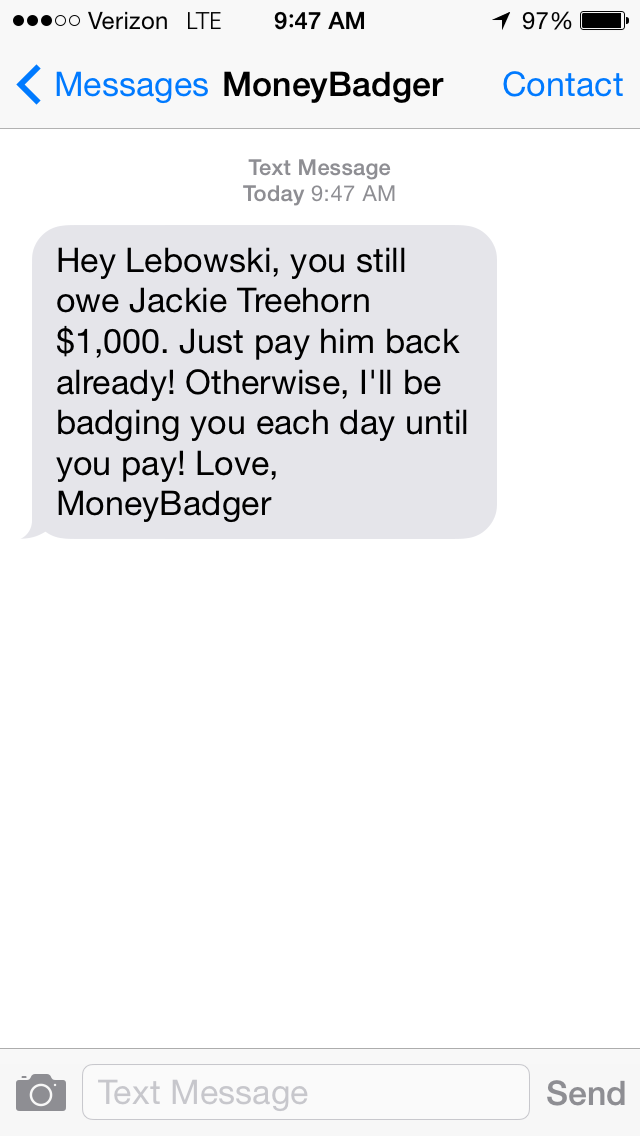 Verizon LTE 9:47 AM 97%
Messages MoneyBadger Contact
Text Message
Today 9:47 AM
Hey Lebowski, you still
owe Jackie Treehorn
$1,000. Just pay him back
already! Otherwise, I'll be
badging you each day until
you pay! Love,
MoneyBadger
Text Message Send